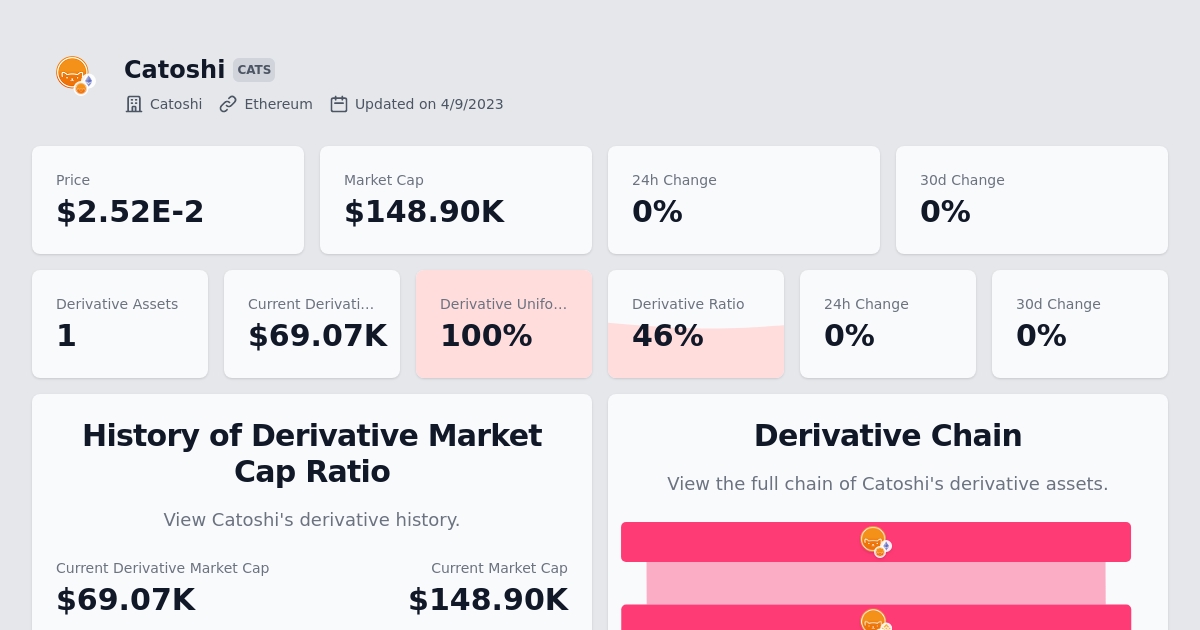 Catoshi CATS
Catoshi Ethereum Updated on 4/9/2023
Price Market Cap 24h Change 30d Change
$2.52E-2 $148.90K 0% 0%
Derivative Assets Current Derivati... Derivative Unifo... Derivative Ratio 24h Change 30d Change
1 $69.07K 100% 46% 0% 0%
History of Derivative Market
Cap Ratio
View Catoshi's derivative history.
Current Derivative Market Cap Current Market Cap
$69.07K $148.90K
Derivative Chain
View the full chain of Catoshi's derivative assets.